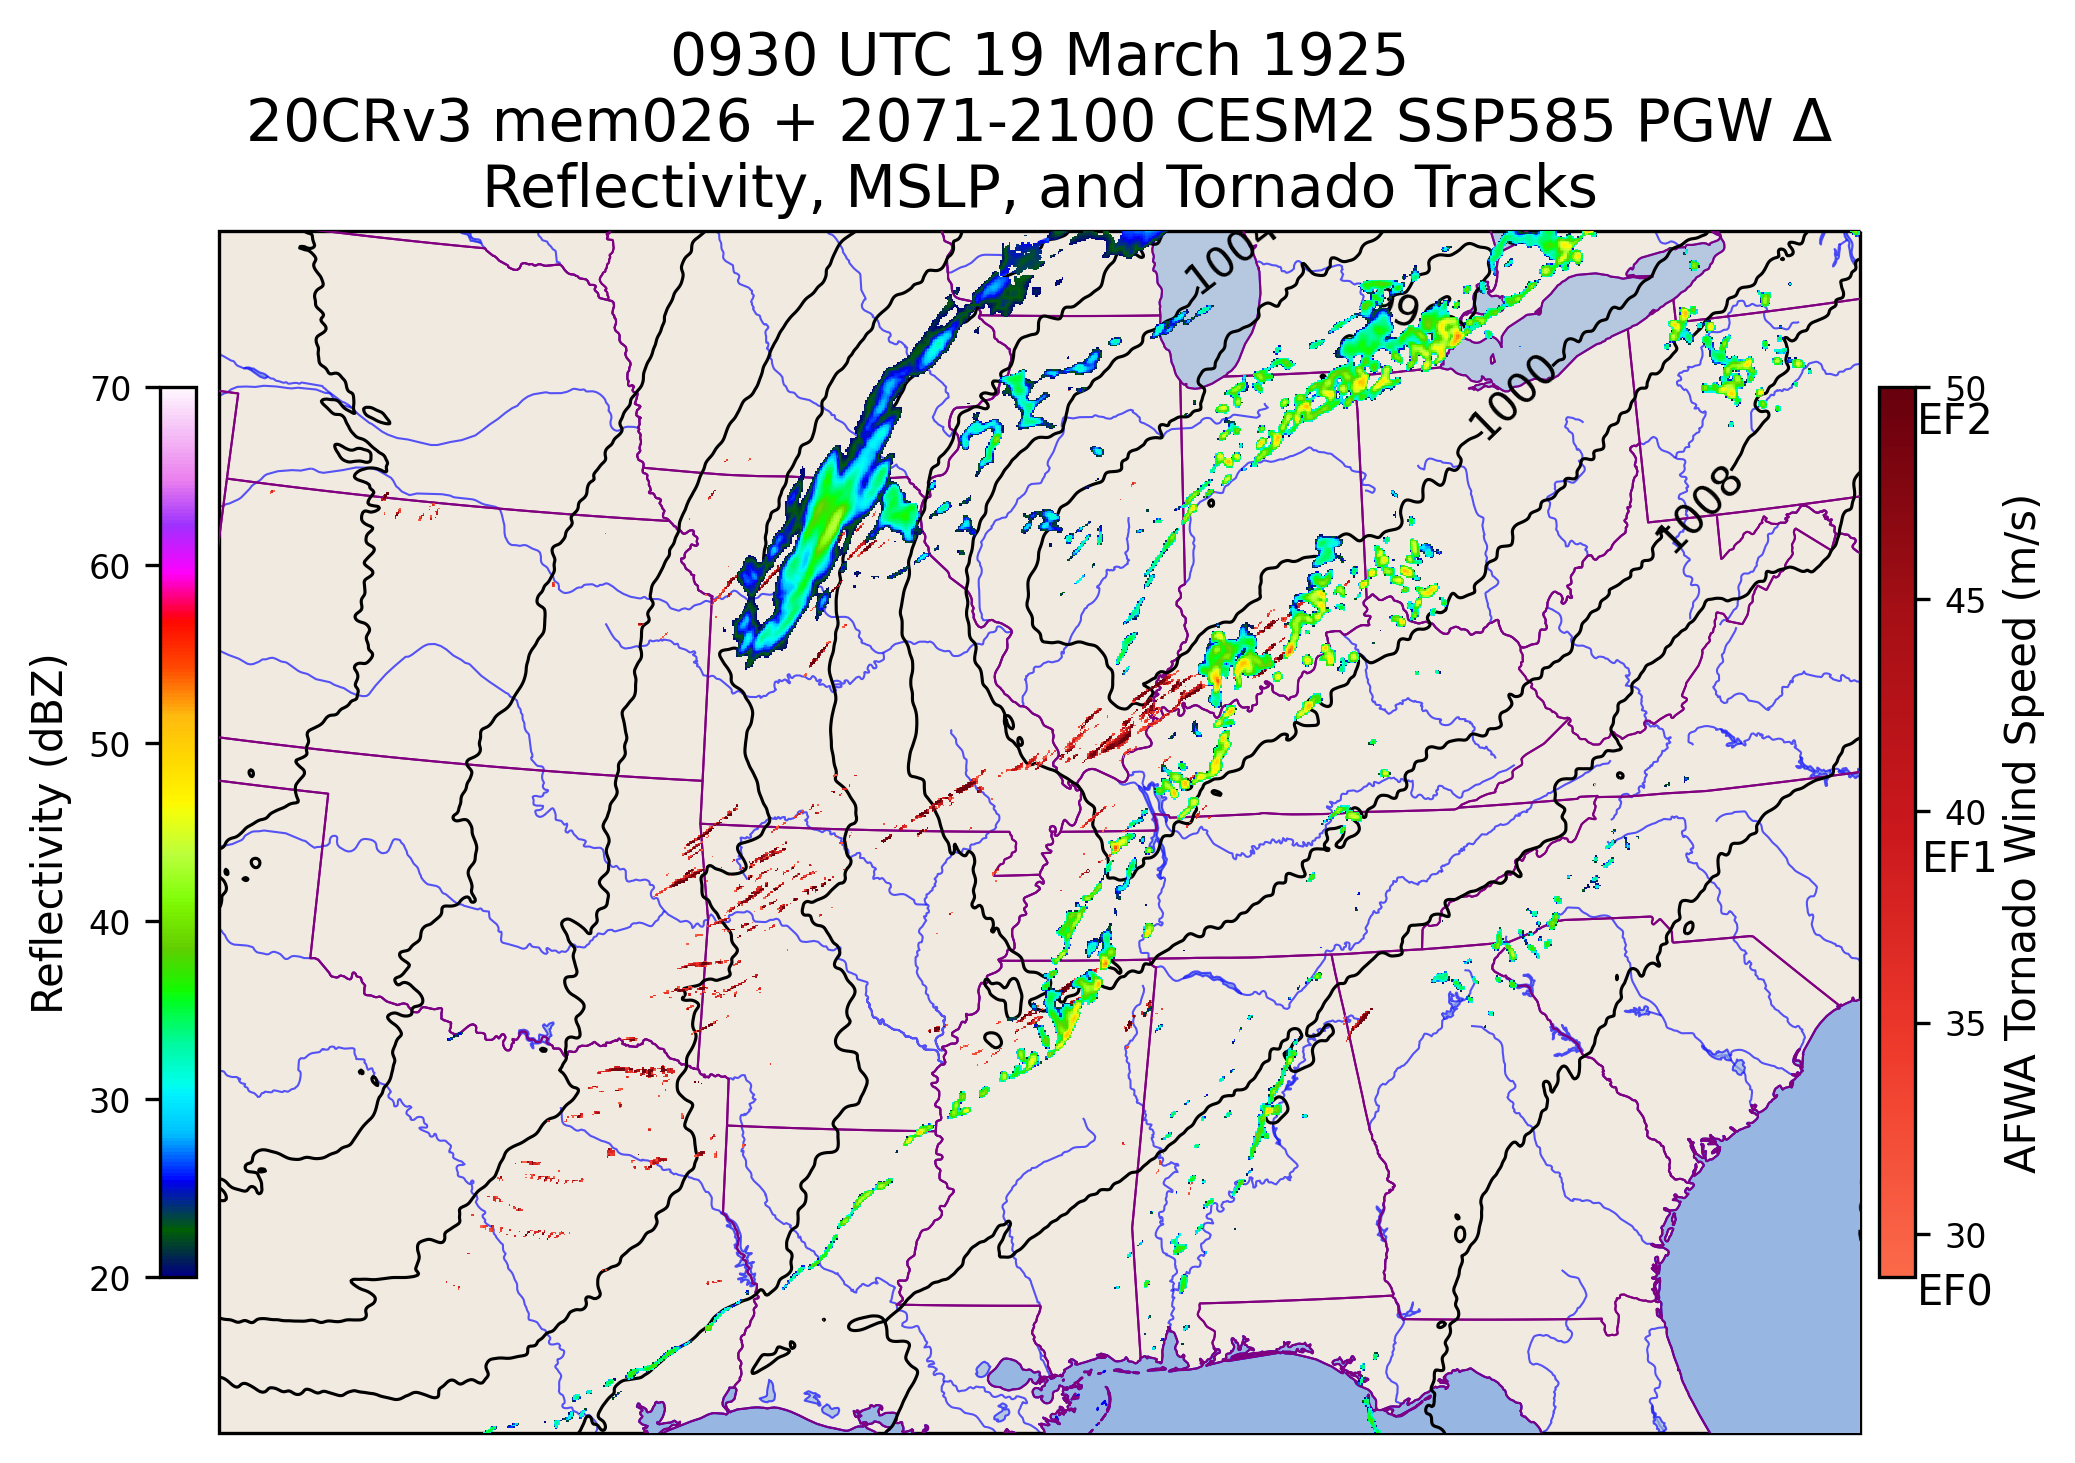 0930 UTC 19 March 1925
20CRv3 mem026 + 2071-2100 CESM2 SSP585 PGW Δ
Reflectivity, MSLP, and Tornado Tracks
1004
1000
1008
70
60
50
40
30
20
Reflectivity (dBZ)
50
EF2
45
40
EF1
35
30
EF0
AFWA Tornado Wind Speed (m/s)